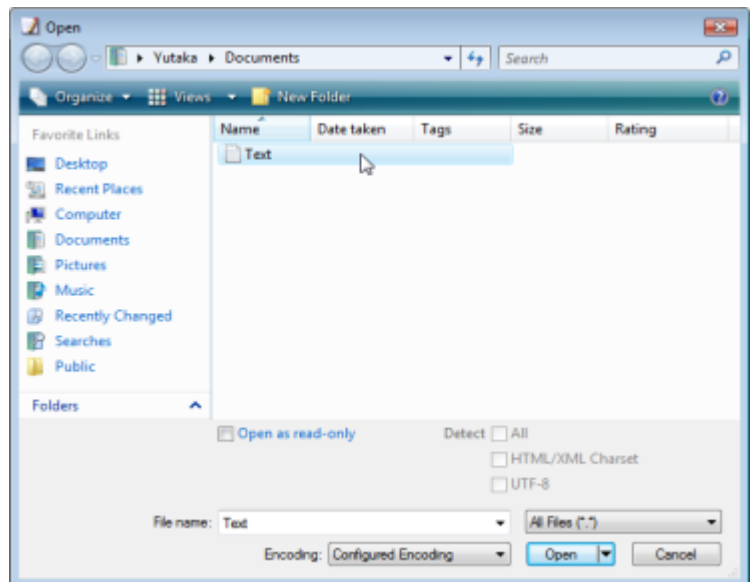 Open
Yutaka Documents Search
Organize Views New Folder
Favorite Links
Name Date taken Tags Size Rating
Text
Desktop
Recent Places
Computer
Documents
Pictures
Music
Recently Changed
Searches
Public
Folders
Open as read-only Detect All
HTML/XML Charset
UTF-8
File name: Text All Files (*.*)
Encoding: Configured Encoding Open Cancel